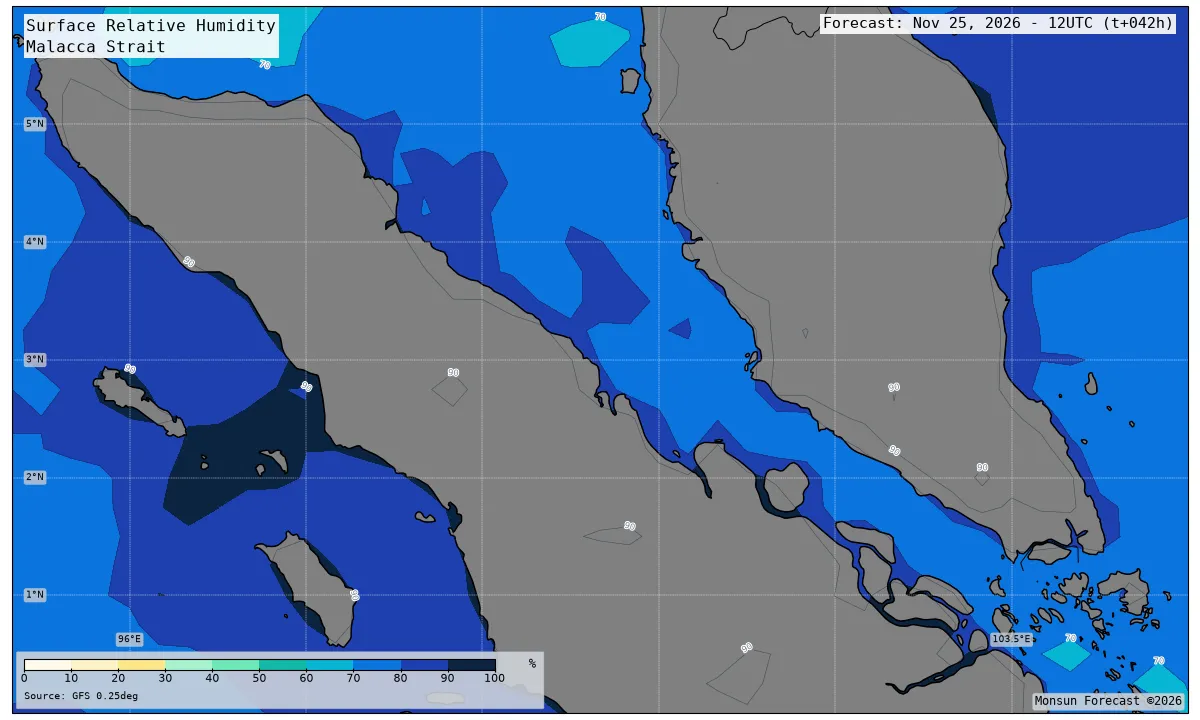 Surface Relative Humidity
Malacca Strait
Forecast: Nov 25, 2026 - 12UTC (t+042h)
70
70
5°N
4°N
90
3°N
90
90
90
90
90
90
2°N
90
1°N
90
96°E
103.5°E
70
90
70
%
0 10 20 30 40 50 60 70 80 90 100
Source: GFS 0.25deg
Monsun Forecast ©2026